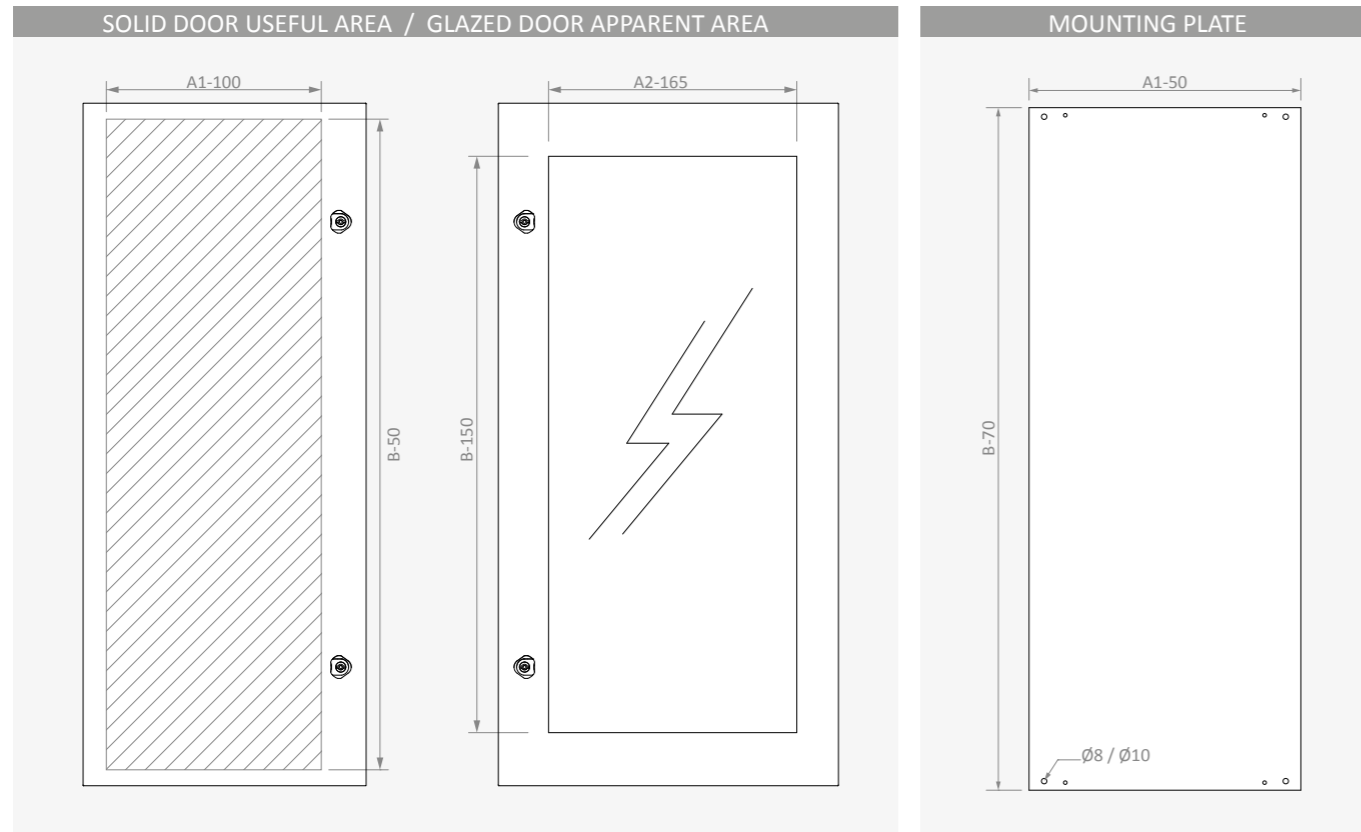 SOLID DOOR USEFUL AREA / GLAZED DOOR APPARENT AREA
A1-100
A2-165
B-50
B-150
MOUNTING PLATE
A1-50
B-70
Ø8 / Ø10